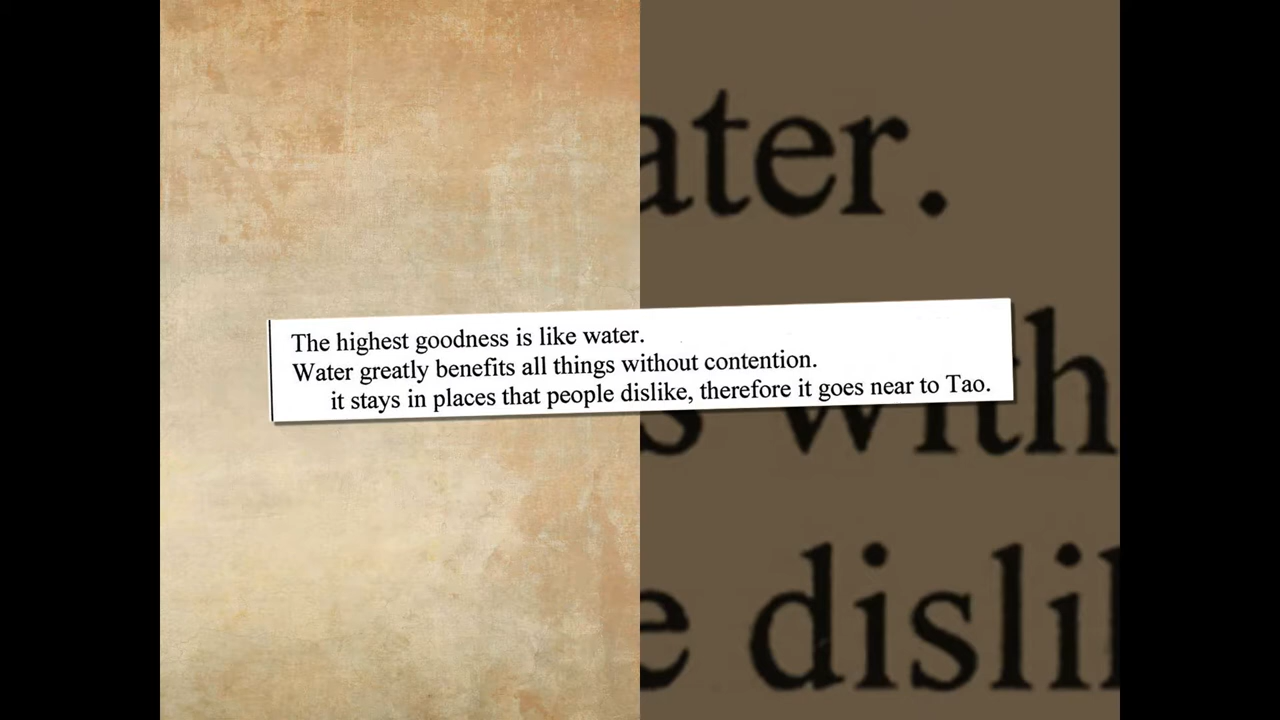 ater.
The highest goodness is like water.
Water greatly benefits all things without contention.
it stays in places that people dislike, therefore it goes near to Tao.
s with
e disli